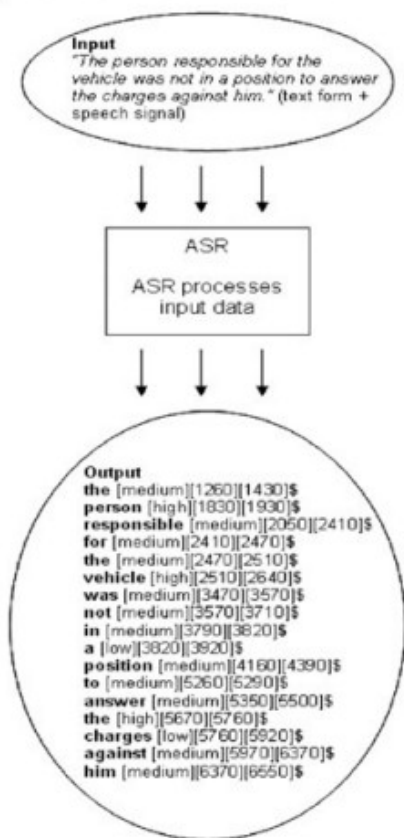 Input
"The person responsible for the
vehicle was not in a position to answer
the charges against him." (text form +
speech signal)
ASR
ASR processes
input data
Output
the [medium][1260][1430]$
person [high][1830][1930]$
responsible [medium][2050][2410]$
for [medium][2410][2470]$
the [medium][2470][2510]$
vehicle [high][2510][2640]$
was [medium][3470][3570]$
not [medium][3570][3710]$
in [medium][3790][3820]$
a [low][3820][3920]$
position [medium][4160][4390]$
to [medium][5260][5290]$
answer [medium][5350][5500]$
the [high][5670][5760]$
charges [low][5760][5920]$
against [medium][5970][6370]$
him [medium][6370][6550]$